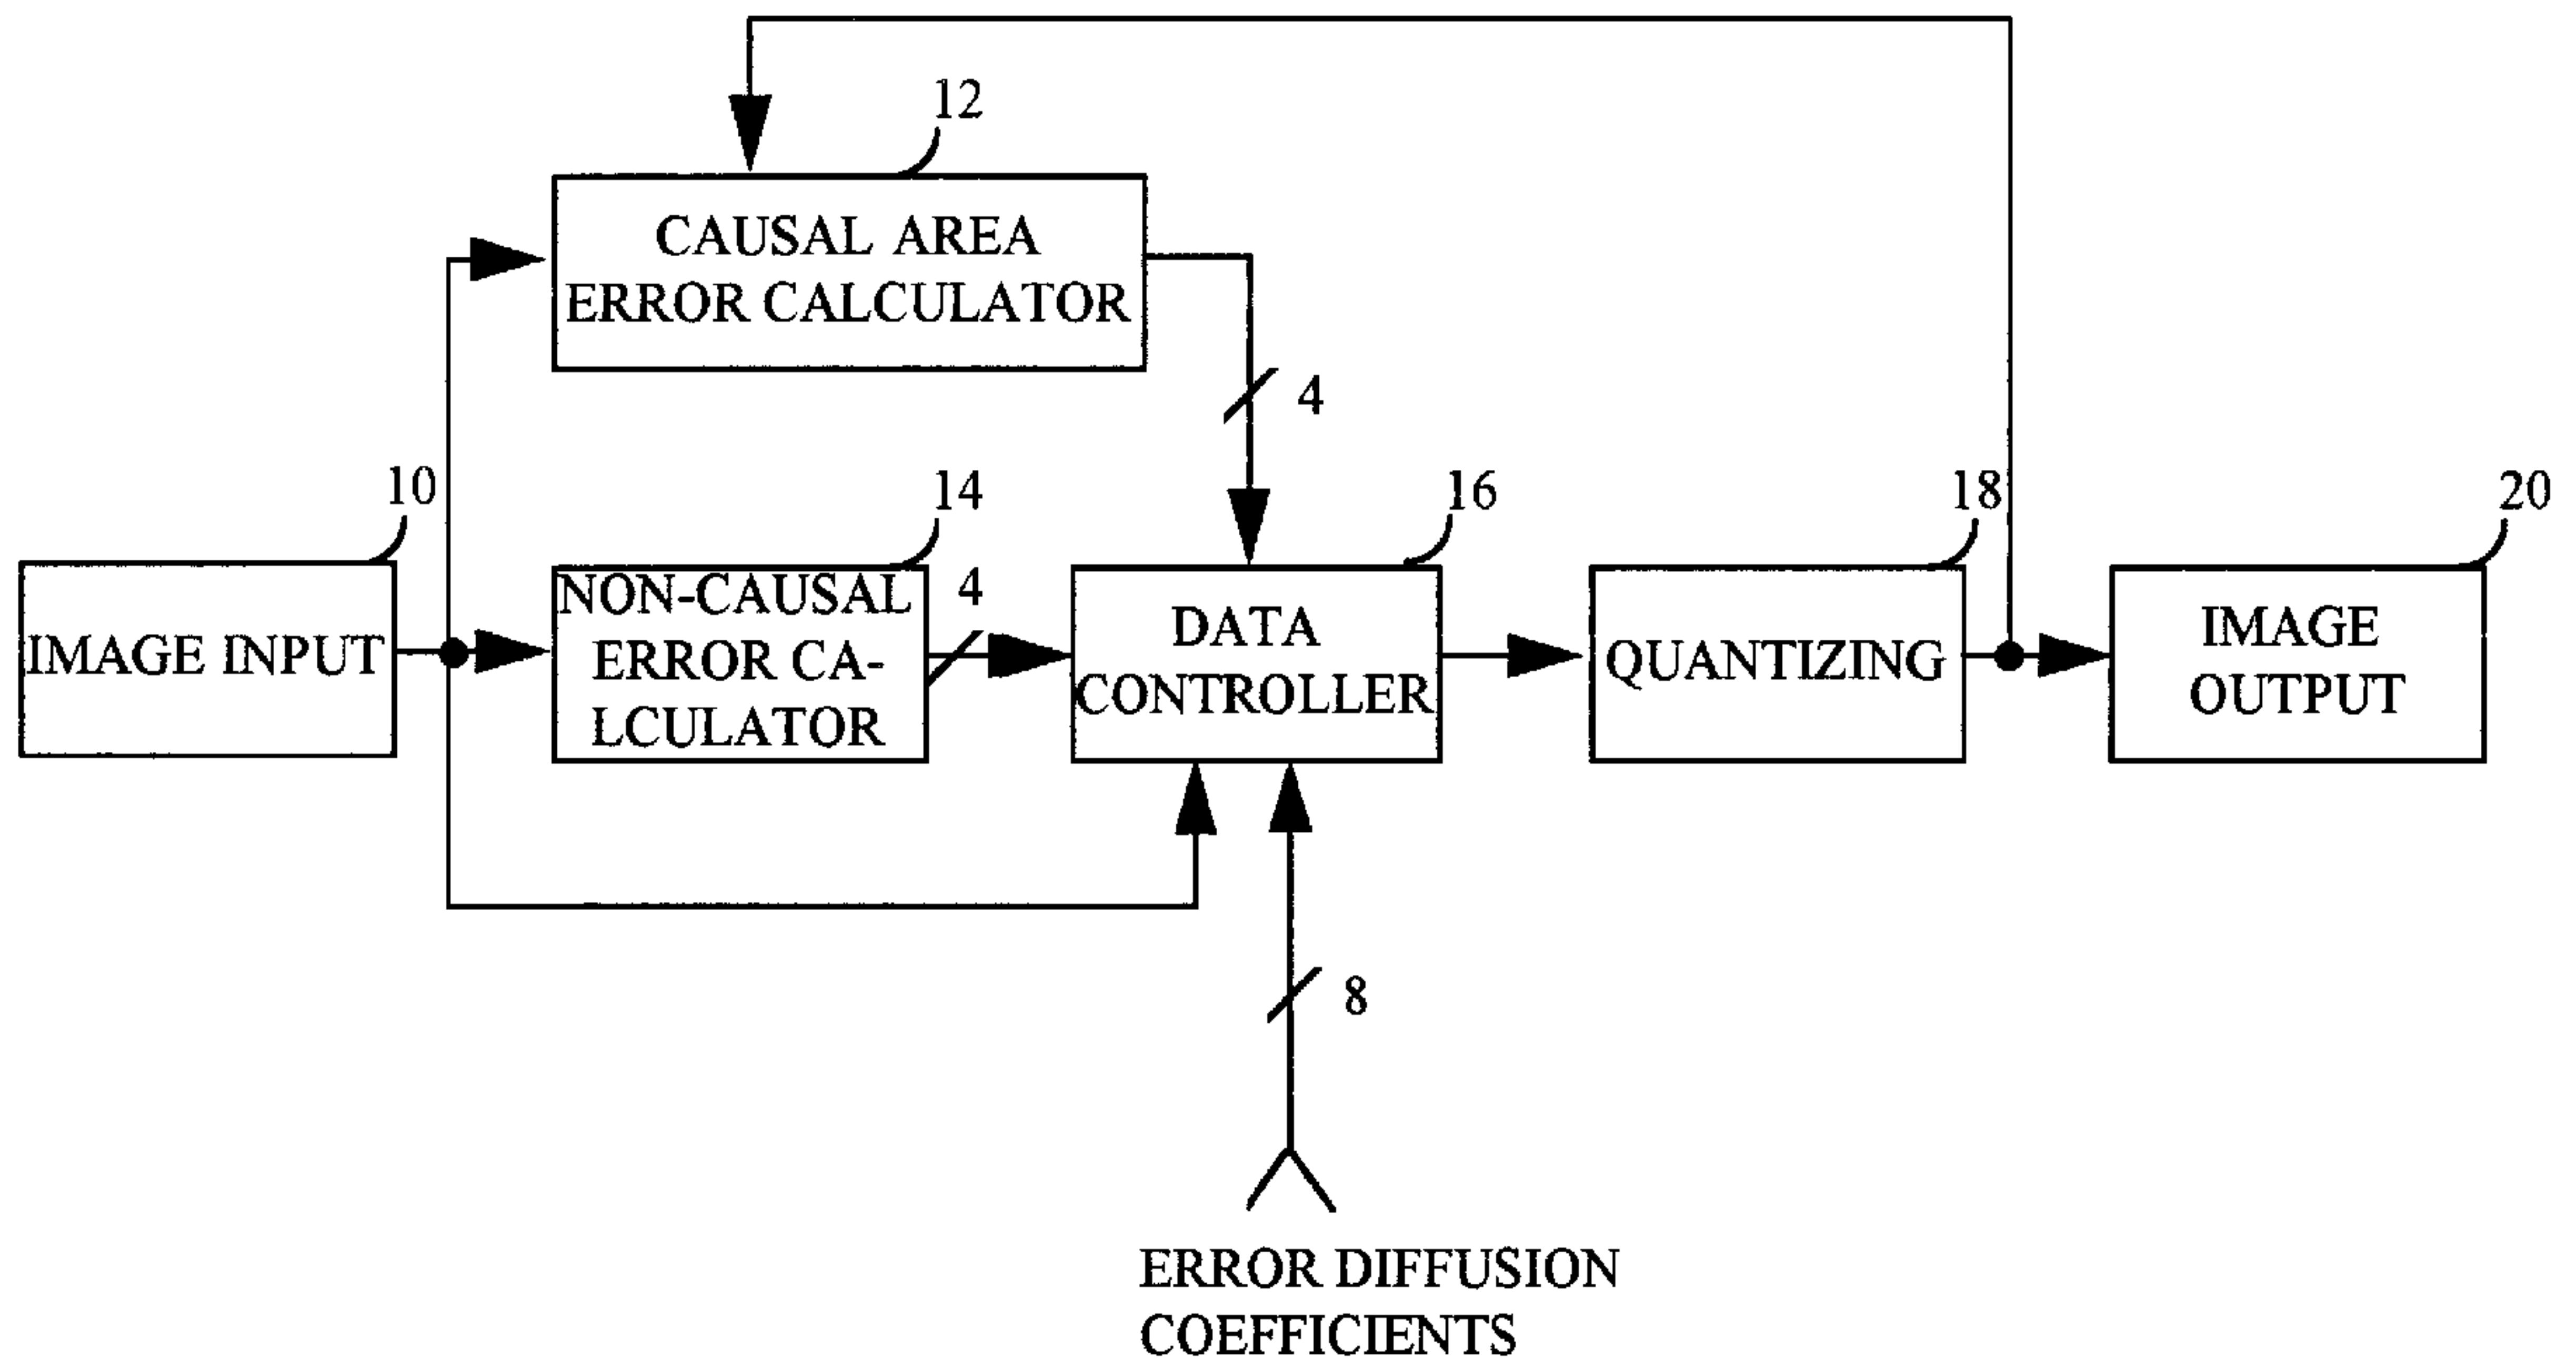 12
CAUSAL AREA
ERROR CALCULATOR
4
10
IMAGE INPUT
14
NON-CAUSAL
ERROR CA-
LCULATOR
4
16
DATA
CONTROLLER
18
QUANTIZING
20
IMAGE
OUTPUT
8
ERROR DIFFUSION
COEFFICIENTS